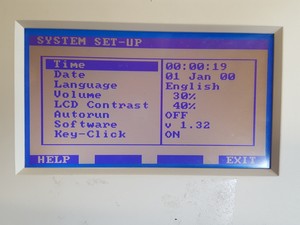 SYSTEM SET-UP
Time 00:00:19
Date 01 Jan 00
Language English
Volume 30%
LCD Contrast 40%
Autorun OFF
Software v 1.32
Key-Click ON
HELP EXIT